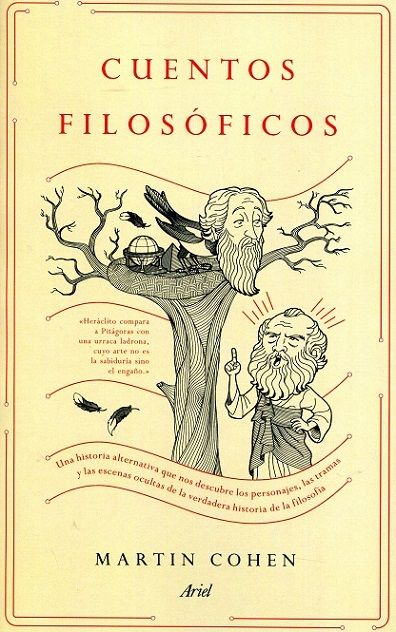 CUENTOS
FILOSÓFICOS
«Heráclito compara
a Pitágoras con
una urraca ladrona,
cuyo arte no es
la sabiduría sino
el engaño.»
Una historia alternativa que nos descubre los personajes, las tramas
y las escenas ocultas de la verdadera historia de la filosofía
MARTIN COHEN
Ariel